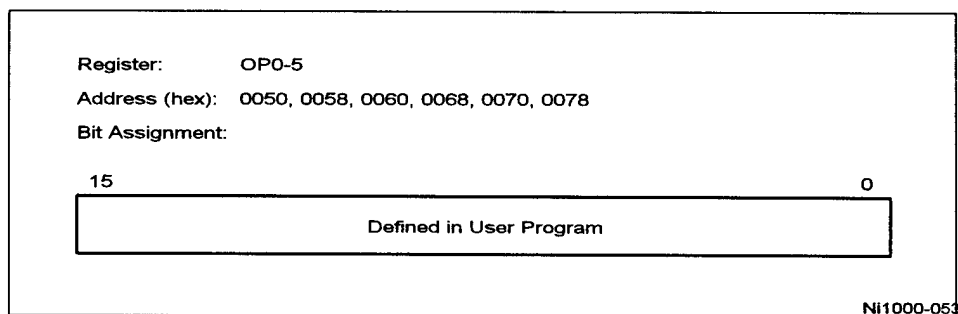 Register: OP0-5
Address (hex): 0050, 0058, 0060, 0068, 0070, 0078
Bit Assignment:
15 0
Defined in User Program
Ni1000-053